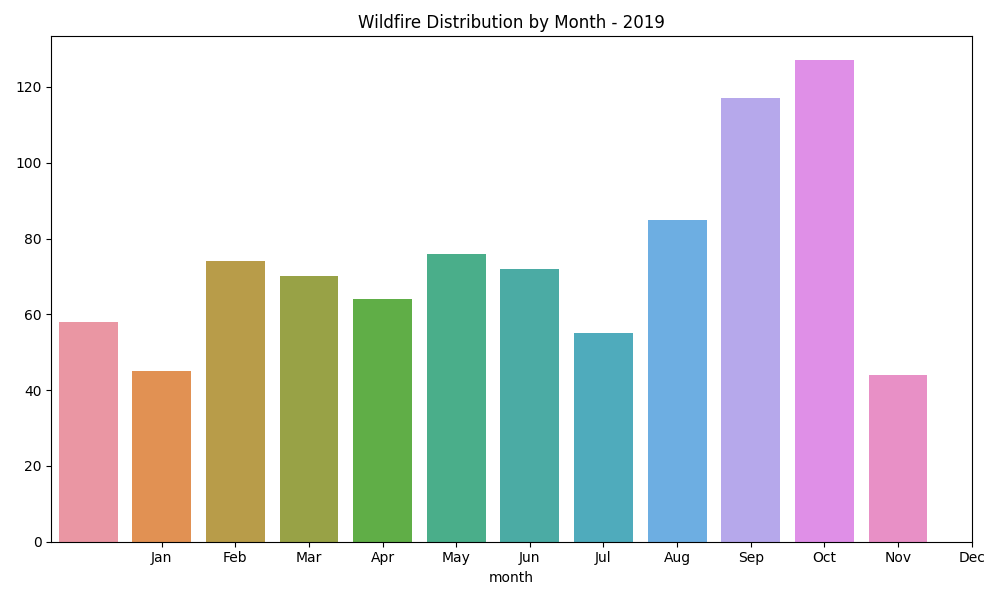 Wildfire Distribution by Month - 2019
120
100
80
60
40
20
0
Jan Feb Mar Apr May Jun Jul Aug Sep Oct Nov Dec
month